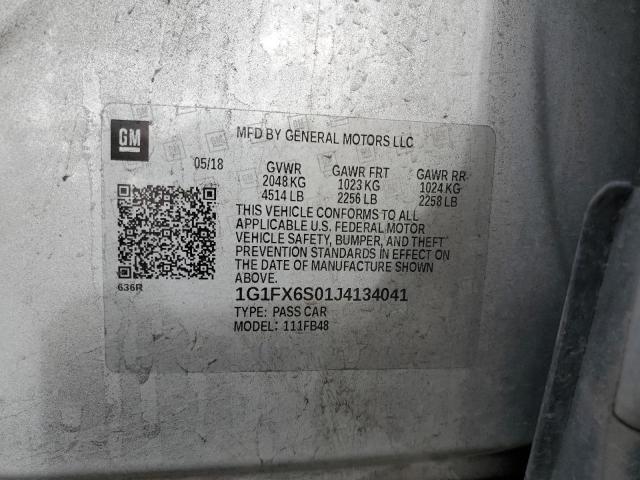 GM
MFD BY GENERAL MOTORS LLC
05/18
GVWR GAWR FRT GAWR RR
2048 KG 1023 KG 1024 KG
4514 LB 2256 LB 2258 LB
THIS VEHICLE CONFORMS TO ALL
APPLICABLE U.S. FEDERAL MOTOR
VEHICLE SAFETY, BUMPER, AND THEFT
PREVENTION STANDARDS IN EFFECT ON
THE DATE OF MANUFACTURE SHOWN
ABOVE.
636R
1G1FX6S01J4134041
TYPE: PASS CAR
MODEL: 111FB48